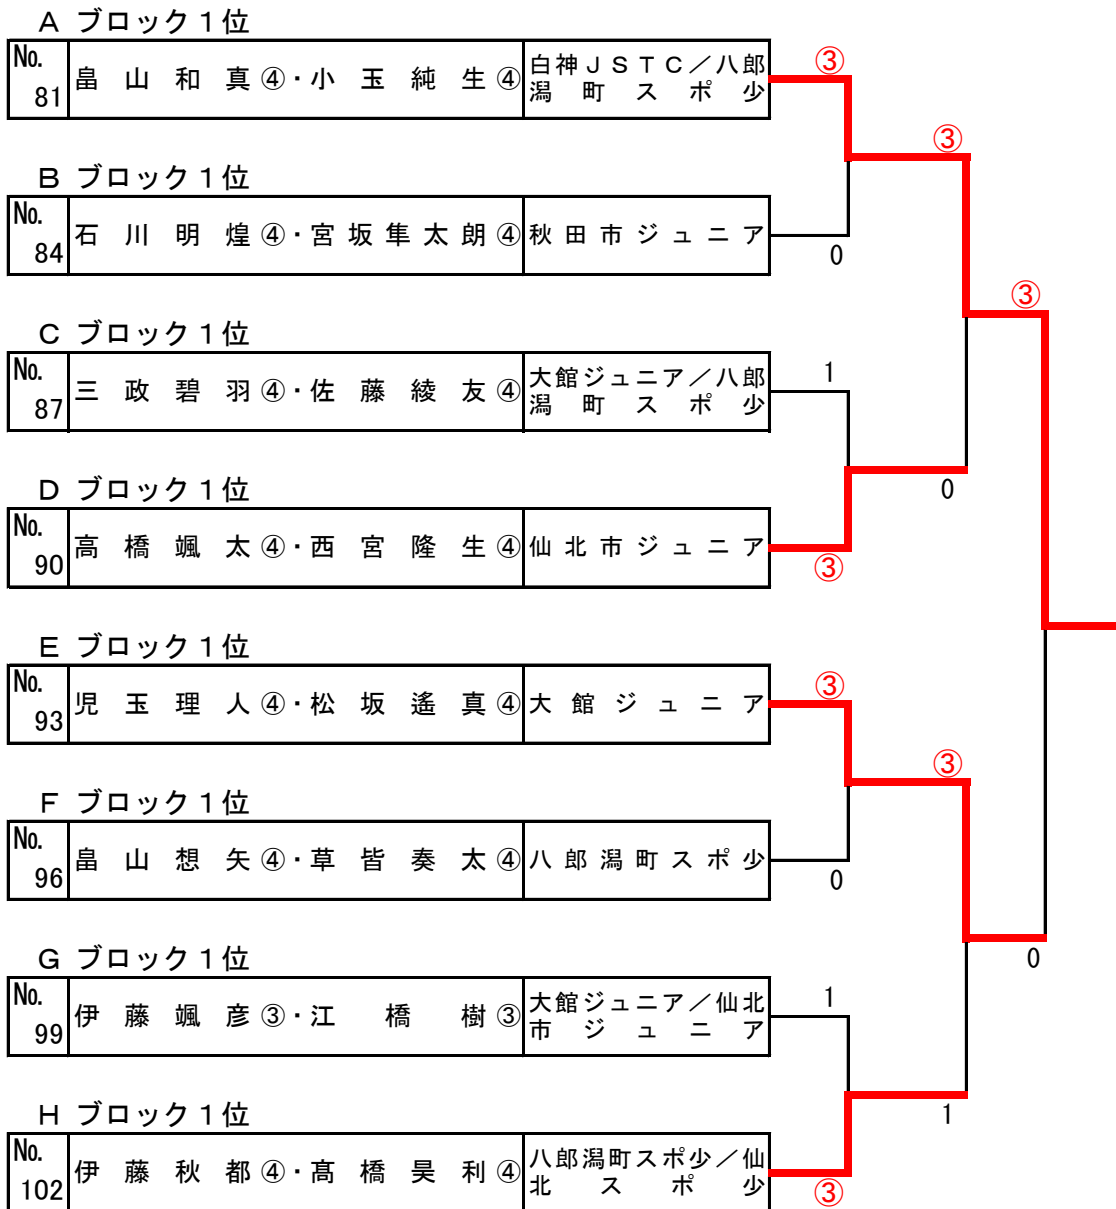 A ブロック1位
③
No.
81
畠山和真④・小玉純生④
白神JSTC/八郎
潟町スポ少
③
B ブロック1位
No.
84
石川明煌④・宮坂隼太朗④
秋田市ジュニア
0
③
C ブロック1位
No.
87
三政碧羽④・佐藤綾友④
大館ジュニア/八郎
潟町スポ少
1
D ブロック1位
0
No.
90
高橋颯太④・西宮隆生④
仙北市ジュニア
③
E ブロック1位
No.
93
児玉理人④・松坂遙真④
大館ジュニア
③
③
F ブロック1位
No.
96
畠山想矢④・草皆奏太④
八郎潟町スポ少
0
G ブロック1位
0
No.
99
伊藤颯彦③・江橋樹③
大館ジュニア/仙北
市ジュニア
1
H ブロック1位
1
No.
102
伊藤秋都④・髙橋昊利④
八郎潟町スポ少/仙
北スポ少
③